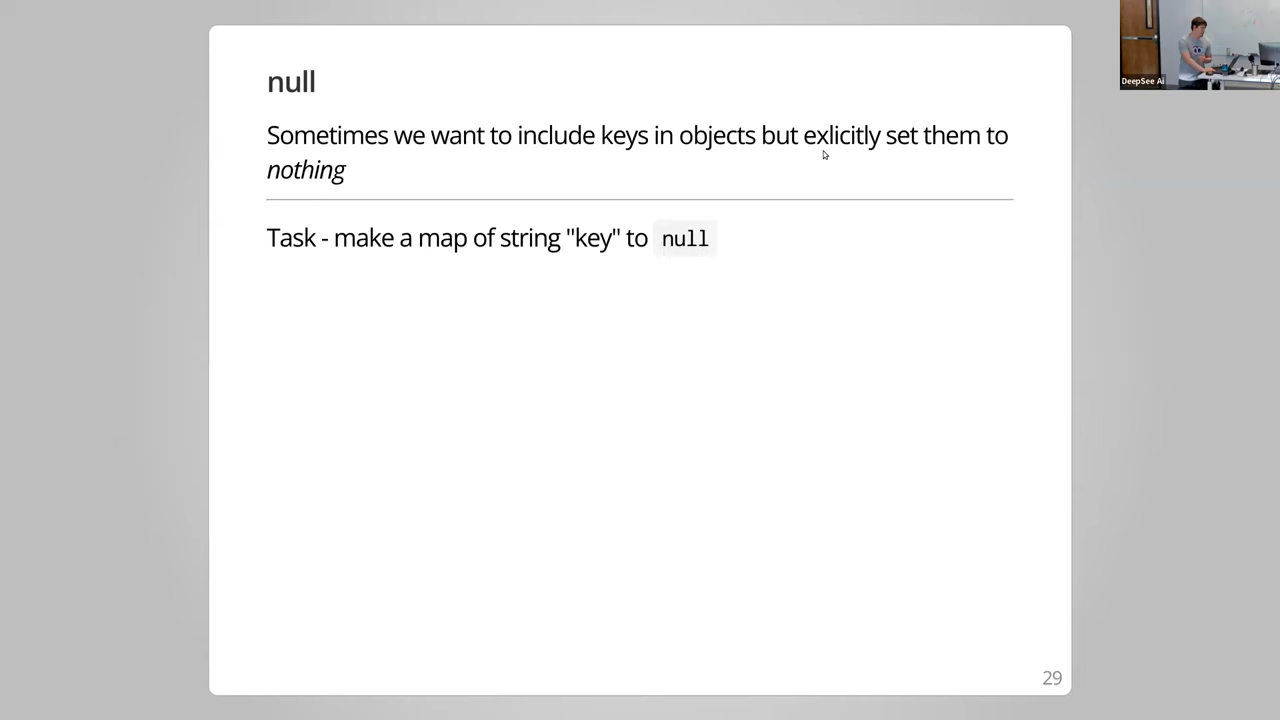 null
Sometimes we want to include keys in objects but exlicitly set them to
nothing
Task - make a map of string "key" to null
29
DeepSee Ai